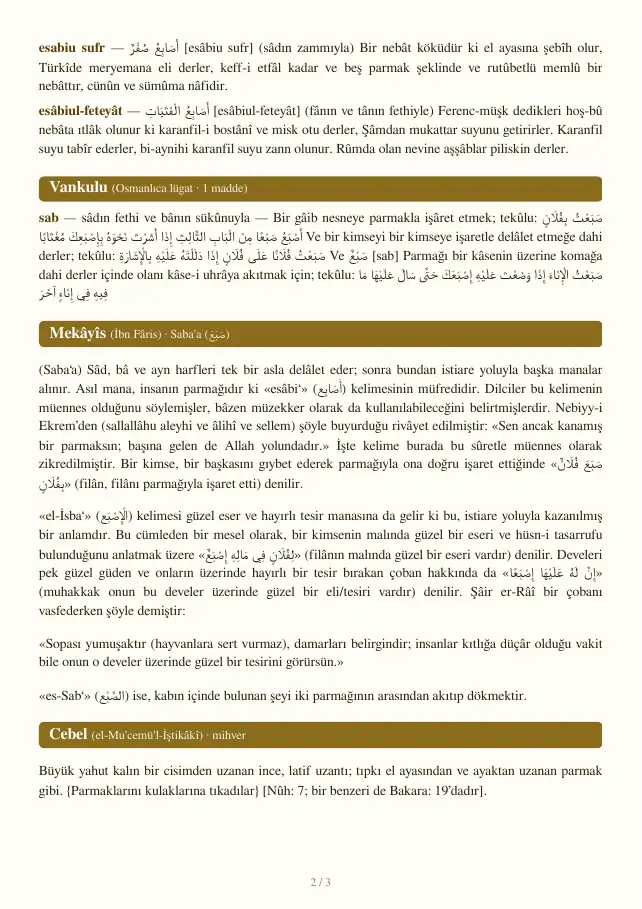 esabiu sufr — أَصَابِعُ صُفْرٌ [esâbiu sufr] (sâdın zammıyla) Bir nebât köküdür ki el ayasına şebîh olur,
Türkîde meryemana eli derler, keff-i etfâl kadar ve beş parmak şeklinde ve rutûbetlü memlû bir
nebâttır, cünûn ve sümûma nâfidir.
esâbiul-feteyât — أَصَابِعُ الْفَتَيَاتِ [esâbiul-feteyât] (fânın ve tânın fethiyle) Ferenc-müşk dedikleri hoş-bû
nebâta ıtlâk olunur ki karanfil-i bostânî ve misk otu derler, Şâmdan mukattar suyunu getirirler. Karanfil
suyu tabîr ederler, bi-aynihi karanfil suyu zann olunur. Rûmda olan nevine aşşâblar piliskin derler.
Vankulu (Osmanlıca lügat · 1 madde)
sab — sâdın fethi ve bânın sükûnuyla — Bir gâib nesneye parmakla işâret etmek; tekûlu: صَبَعْتُ بِفُلَانٍ
أَصْبَعُ صَبْعًا مِنَ الْبَابِ الثَّالِثِ إِذَا أَشَرْتَ نَحْوَهُ بِإِصْبَعِكَ مُغْتَابًا Ve bir kimseyi bir kimseye işaretle delâlet etmeğe dahi
derler; tekûlu: صَبَعْتُ فُلَانًا عَلَى فُلَانٍ إِذَا دَلَلْتَهُ عَلَيْهِ بِالْإِشَارَةِ Ve صَبْعٌ [sab] Parmağı bir kâsenin üzerine komağa
dahi derler içinde olanı kâse-i uhrâya akıtmak için; tekûlu: صَبَعْتُ الْإِنَاءَ إِذَا وَضَعْتَ عَلَيْهِ إِصْبَعَكَ حَتَّى سَالَ عَلَيْهَا مَا
فِيهِ فِي إِنَاءٍ آخَرَ
Mekâyîs (İbn Fâris) · Saba'a (صَبَعَ)
(Saba‘a) Sâd, bâ ve ayn harfleri tek bir asla delâlet eder; sonra bundan istiare yoluyla başka manalar
alınır. Asıl mana, insanın parmağıdır ki «esâbi‘» (أَصَابِع) kelimesinin müfredidir. Dilciler bu kelimenin
müennes olduğunu söylemişler, bâzen müzekker olarak da kullanılabileceğini belirtmişlerdir. Nebiyy-i
Ekrem’den (sallallâhu aleyhi ve âlihî ve sellem) şöyle buyurduğu rivâyet edilmiştir: «Sen ancak kanamış
bir parmaksın; başına gelen de Allah yolundadır.» İşte kelime burada bu sûretle müennes olarak
zikredilmiştir. Bir kimse, bir başkasını gıybet ederek parmağıyla ona doğru işaret ettiğinde «صَبَعَ فُلَانٌ
بِفُلَانٍ» (filân, filânı parmağıyla işaret etti) denilir.
«el-İsba‘» (الْإِصْبَع) kelimesi güzel eser ve hayırlı tesir manasına da gelir ki bu, istiare yoluyla kazanılmış
bir anlamdır. Bu cümleden bir mesel olarak, bir kimsenin malında güzel bir eseri ve hüsn-i tasarrufu
bulunduğunu anlatmak üzere «لِفُلَانٍ فِي مَالِهِ إِصْبَعٌ» (filânın malında güzel bir eseri vardır) denilir. Develeri
pek güzel güden ve onların üzerinde hayırlı bir tesir bırakan çoban hakkında da «إِنَّ لَهُ عَلَيْهَا إِصْبَعًا»
(muhakkak onun bu develer üzerinde güzel bir eli/tesiri vardır) denilir. Şâir er-Râî bir çobanı
vasfederken şöyle demiştir:
«Sopası yumuşaktır (hayvanlara sert vurmaz), damarları belirgindir; insanlar kıtlığa düçâr olduğu vakit
bile onun o develer üzerinde güzel bir tesirini görürsün.»
«es-Sab‘» (الصَّبْع) ise, kabın içinde bulunan şeyi iki parmağının arasından akıtıp dökmektir.
Cebel (el-Mu'cemü'l-İştikâkî) · mihver
Büyük yahut kalın bir cisimden uzanan ince, latif uzantı; tıpkı el ayasından ve ayaktan uzanan parmak
gibi. {Parmaklarını kulaklarına tıkadılar} [Nûh: 7; bir benzeri de Bakara: 19’dadır].
2 / 3